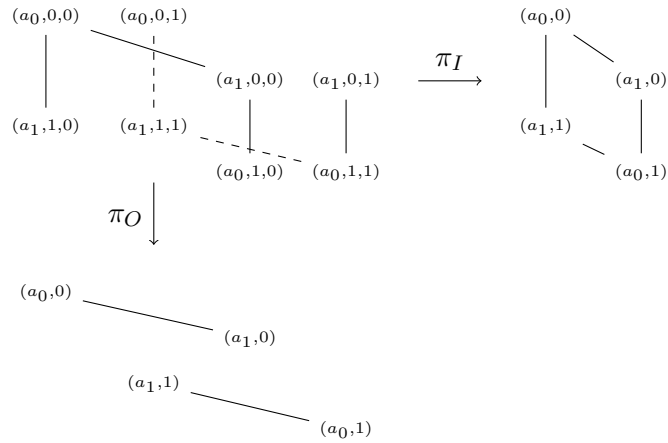 (a₀,0,0) (a₀,0,1) (a₀,0)
(a₁,0,0) (a₁,0,1) π_I (a₁,0)
(a₁,1,0) (a₁,1,1) (a₁,1)
(a₀,1,0) (a₀,1,1) (a₀,1)
π_O
(a₀,0)
(a₁,0)
(a₁,1)
(a₀,1)